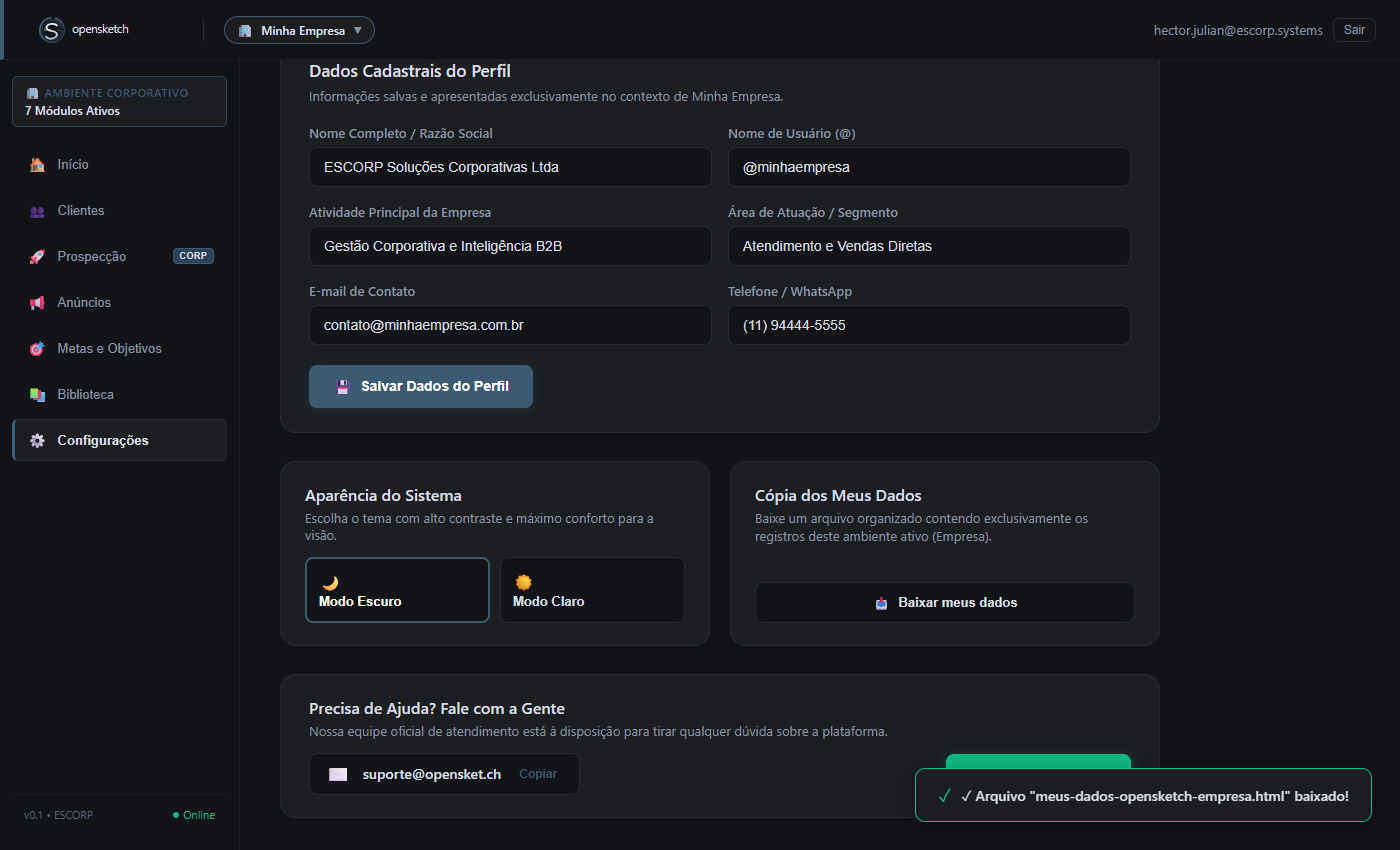 opensketch
Minha Empresa ▼
hector.julian@escorp.systems
Sair
AMBIENTE CORPORATIVO
7 Módulos Ativos
Início
Clientes
Prospecção CORP
Anúncios
Metas e Objetivos
Biblioteca
Configurações
v0.1 • ESCORP
Online
Dados Cadastrais do Perfil
Informações salvas e apresentadas exclusivamente no contexto de Minha Empresa.
Nome Completo / Razão Social
ESCORP Soluções Corporativas Ltda
Nome de Usuário (@)
@minhaempresa
Atividade Principal da Empresa
Gestão Corporativa e Inteligência B2B
Área de Atuação / Segmento
Atendimento e Vendas Diretas
E-mail de Contato
contato@minhaempresa.com.br
Telefone / WhatsApp
(11) 94444-5555
Salvar Dados do Perfil
Aparência do Sistema
Escolha o tema com alto contraste e máximo conforto para a
visão.
Modo Escuro
Modo Claro
Cópia dos Meus Dados
Baixe um arquivo organizado contendo exclusivamente os
registros deste ambiente ativo (Empresa).
Baixar meus dados
Precisa de Ajuda? Fale com a Gente
Nossa equipe oficial de atendimento está à disposição para tirar qualquer dúvida sobre a plataforma.
suporte@opensket.ch
Copiar
✓ ✓ Arquivo "meus-dados-opensketch-empresa.html" baixado!